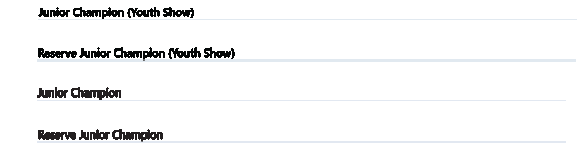 Junior Champion (Youth Show)
Reserve Junior Champion (Youth Show)
Junior Champion
Reserve Junior Champion